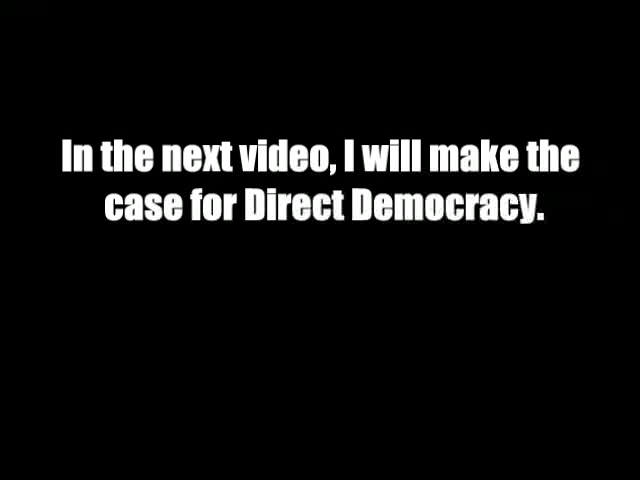 In the next video, I will make the
case for Direct Democracy.